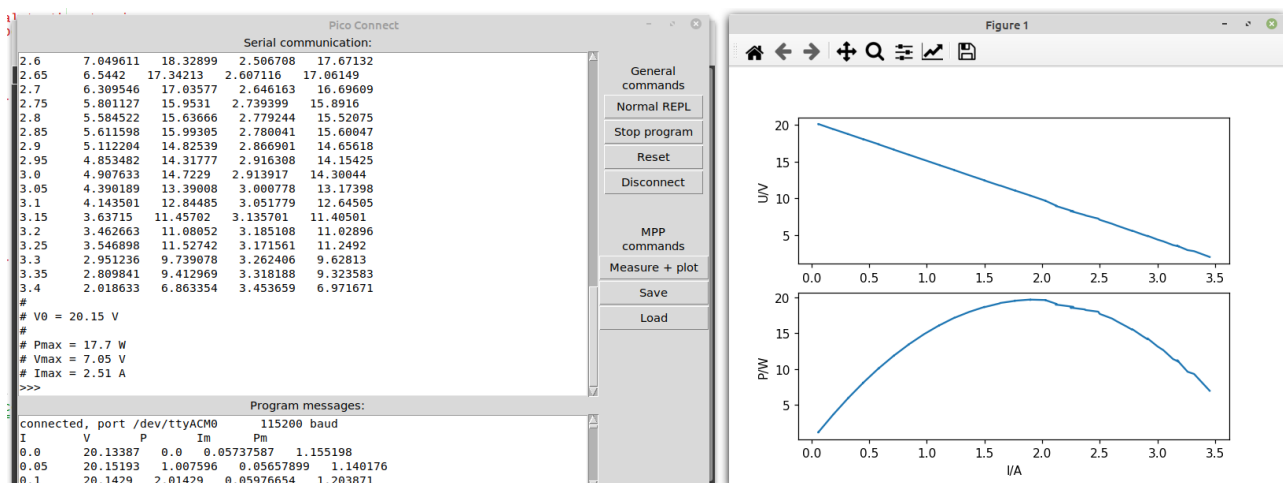 Pico Connect
Serial communication:
2.6 7.049611 18.32899 2.506708 17.67132
2.65 6.5442 17.34213 2.607116 17.06149
2.7 6.309546 17.03577 2.646163 16.69609
2.75 5.801127 15.9531 2.739399 15.8916
2.8 5.584522 15.63666 2.779244 15.52075
2.85 5.611598 15.99305 2.780041 15.60047
2.9 5.112204 14.82539 2.866901 14.65618
2.95 4.853482 14.31777 2.916308 14.15425
3.0 4.907633 14.7229 2.913917 14.30044
3.05 4.390189 13.39008 3.000778 13.17398
3.1 4.143501 12.84485 3.051779 12.64505
3.15 3.63715 11.45702 3.135701 11.40501
3.2 3.462663 11.08052 3.185108 11.02896
3.25 3.546898 11.52742 3.171561 11.2492
3.3 2.951236 9.739078 3.262406 9.62813
3.35 2.809841 9.412969 3.318188 9.323583
3.4 2.018633 6.863354 3.453659 6.971671
#
# V0 = 20.15 V
#
# Pmax = 17.7 W
# Vmax = 7.05 V
# Imax = 2.51 A
>>>
General
commands
Normal REPL
Stop program
Reset
Disconnect
MPP
commands
Measure + plot
Save
Load
Program messages:
connected, port /dev/ttyACM0 115200 baud
I V P Im Pm
0.0 20.13387 0.0 0.05737587 1.155198
0.05 20.15193 1.007596 0.05657899 1.140176
0.1 20.1429 2.01429 0.05976654 1.203871
Figure 1
20
15
10
5
U/V
0.0 0.5 1.0 1.5 2.0 2.5 3.0 3.5
20
15
10
5
P/W
0.0 0.5 1.0 1.5 2.0 2.5 3.0 3.5
I/A